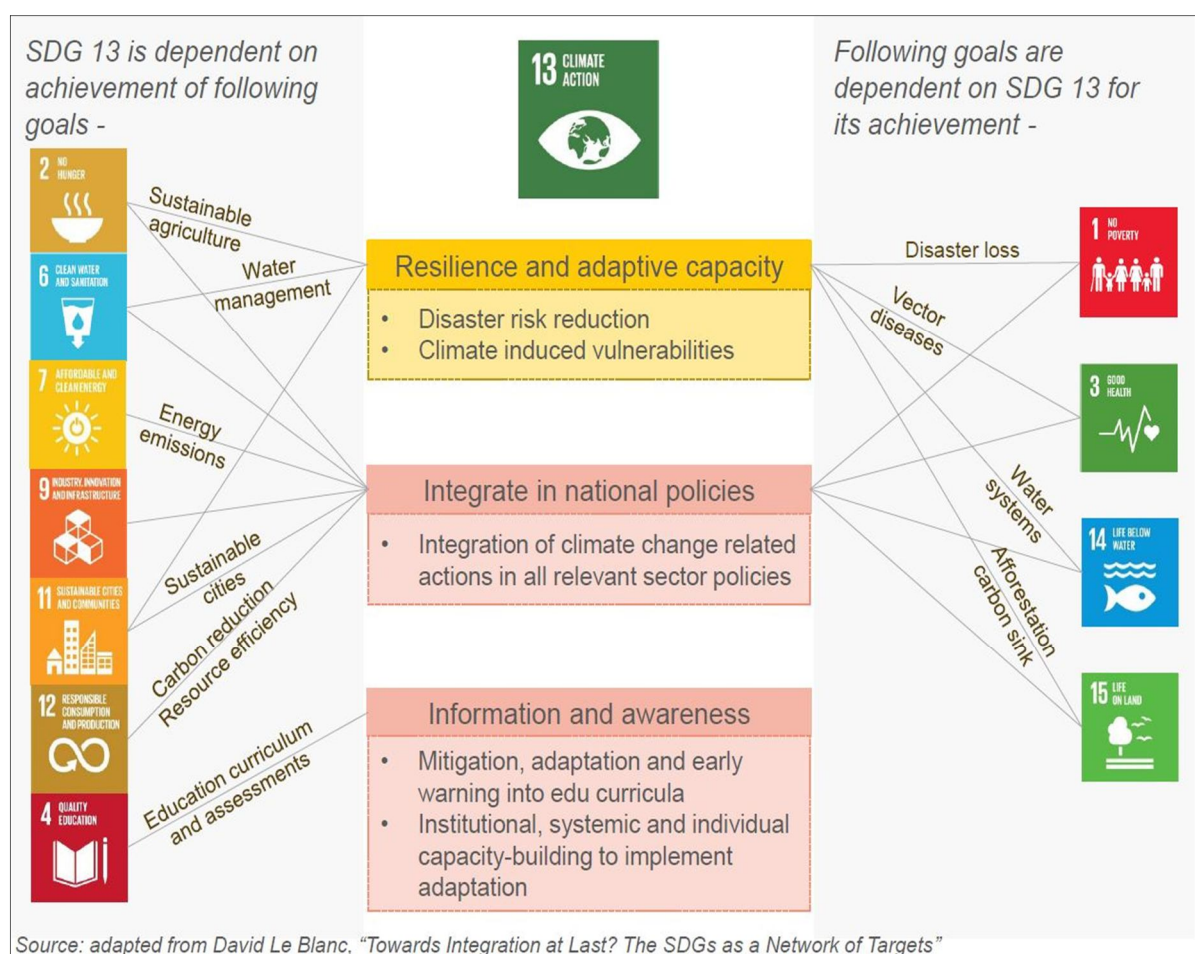 SDG 13 is dependent on
achievement of following
goals -
13 CLIMATE
ACTION
Following goals are
dependent on SDG 13 for
its achievement -
2 NO
HUNGER
6 CLEAN WATER
AND SANITATION
7 AFFORDABLE AND
CLEAN ENERGY
9 INDUSTRY, INNOVATION
AND INFRASTRUCTURE
11 SUSTAINABLE CITIES
AND COMMUNITIES
12 RESPONSIBLE
CONSUMPTION
AND PRODUCTION
4 QUALITY
EDUCATION
Sustainable
agriculture
Water
management
Energy
emissions
Sustainable
cities
Carbon reduction
Resource efficiency
Education curriculum
and assessments
Resilience and adaptive capacity
• Disaster risk reduction
• Climate induced vulnerabilities
Integrate in national policies
• Integration of climate change related
actions in all relevant sector policies
Information and awareness
• Mitigation, adaptation and early
warning into edu curricula
• Institutional, systemic and individual
capacity-building to implement
adaptation
Disaster loss
Vector
diseases
Water
systems
Afforestation
carbon sink
1 NO
POVERTY
3 GOOD
HEALTH
14 LIFE BELOW
WATER
15 LIFE
ON LAND
Source: adapted from David Le Blanc, “Towards Integration at Last? The SDGs as a Network of Targets”